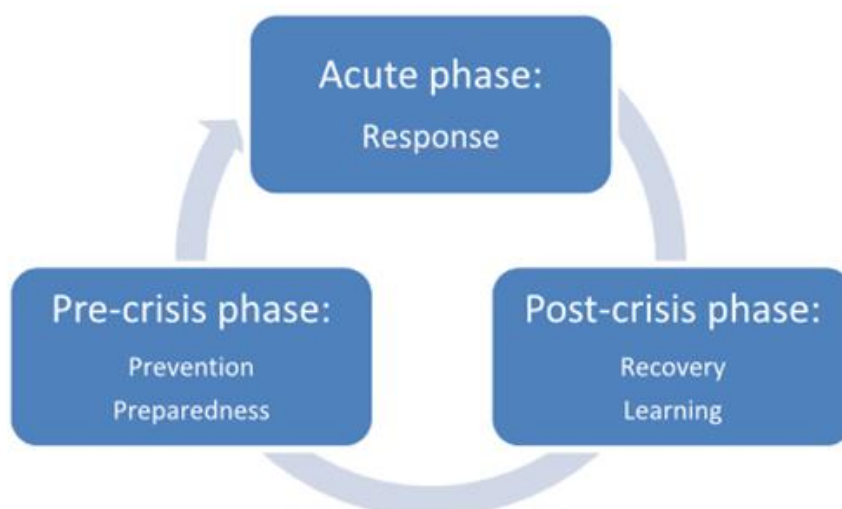 Acute phase:
Response
Pre-crisis phase:
Prevention
Preparedness
Post-crisis phase:
Recovery
Learning